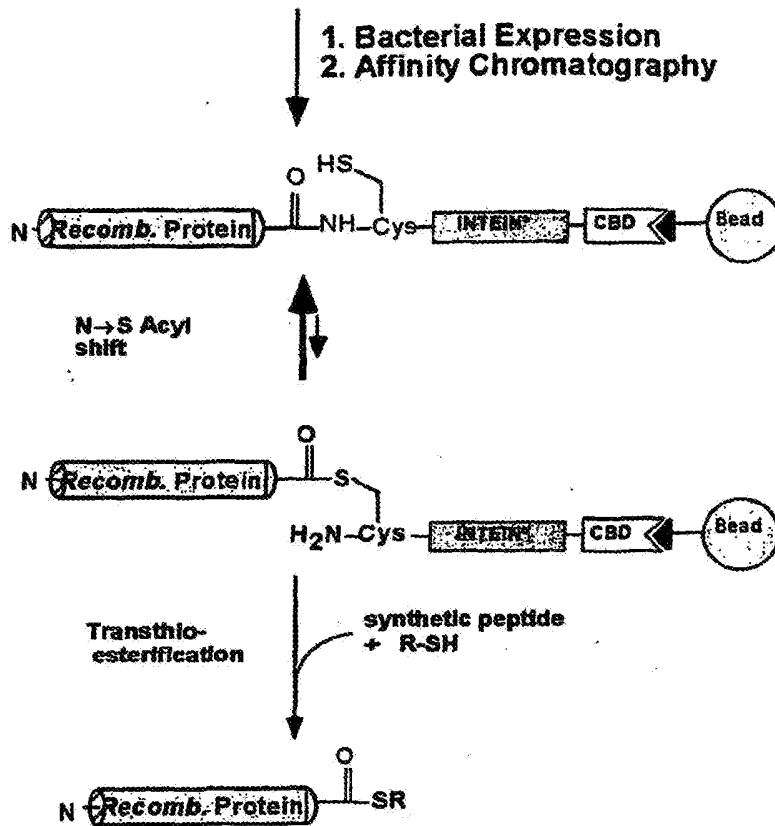 1. Bacterial Expression
2. Affinity Chromatography
O
HS
N Recomb. Protein NH Cys INTEIN* CBD Bead
N→S Acyl
shift
O
N Recomb. Protein S
H2N Cys INTEIN* CBD Bead
Transthio-
esterification
synthetic peptide
+ R-SH
O
N Recomb. Protein SR